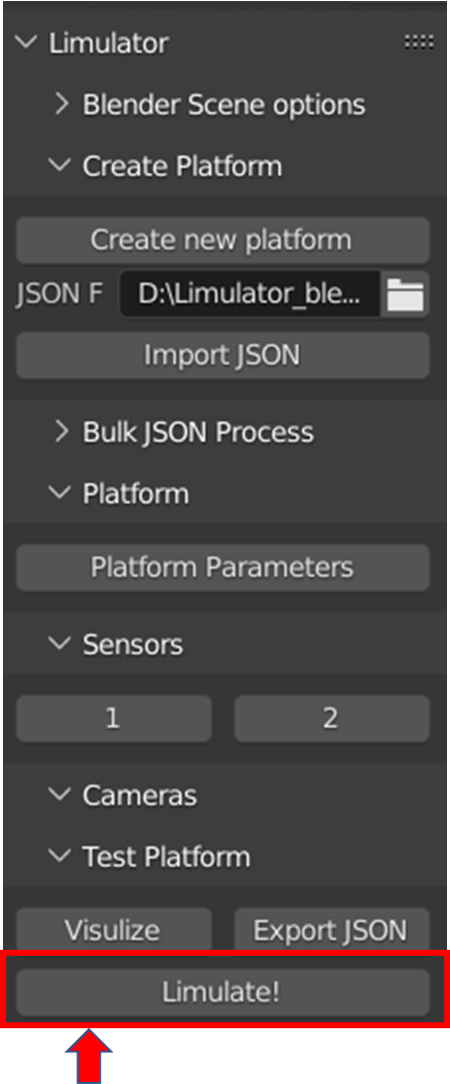 Limulator
Blender Scene options
Create Platform
Create new platform
JSON F D:\Limulator_ble...
Import JSON
Bulk JSON Process
Platform
Platform Parameters
Sensors
1 2
Cameras
Test Platform
Visulize Export JSON
Limulate!